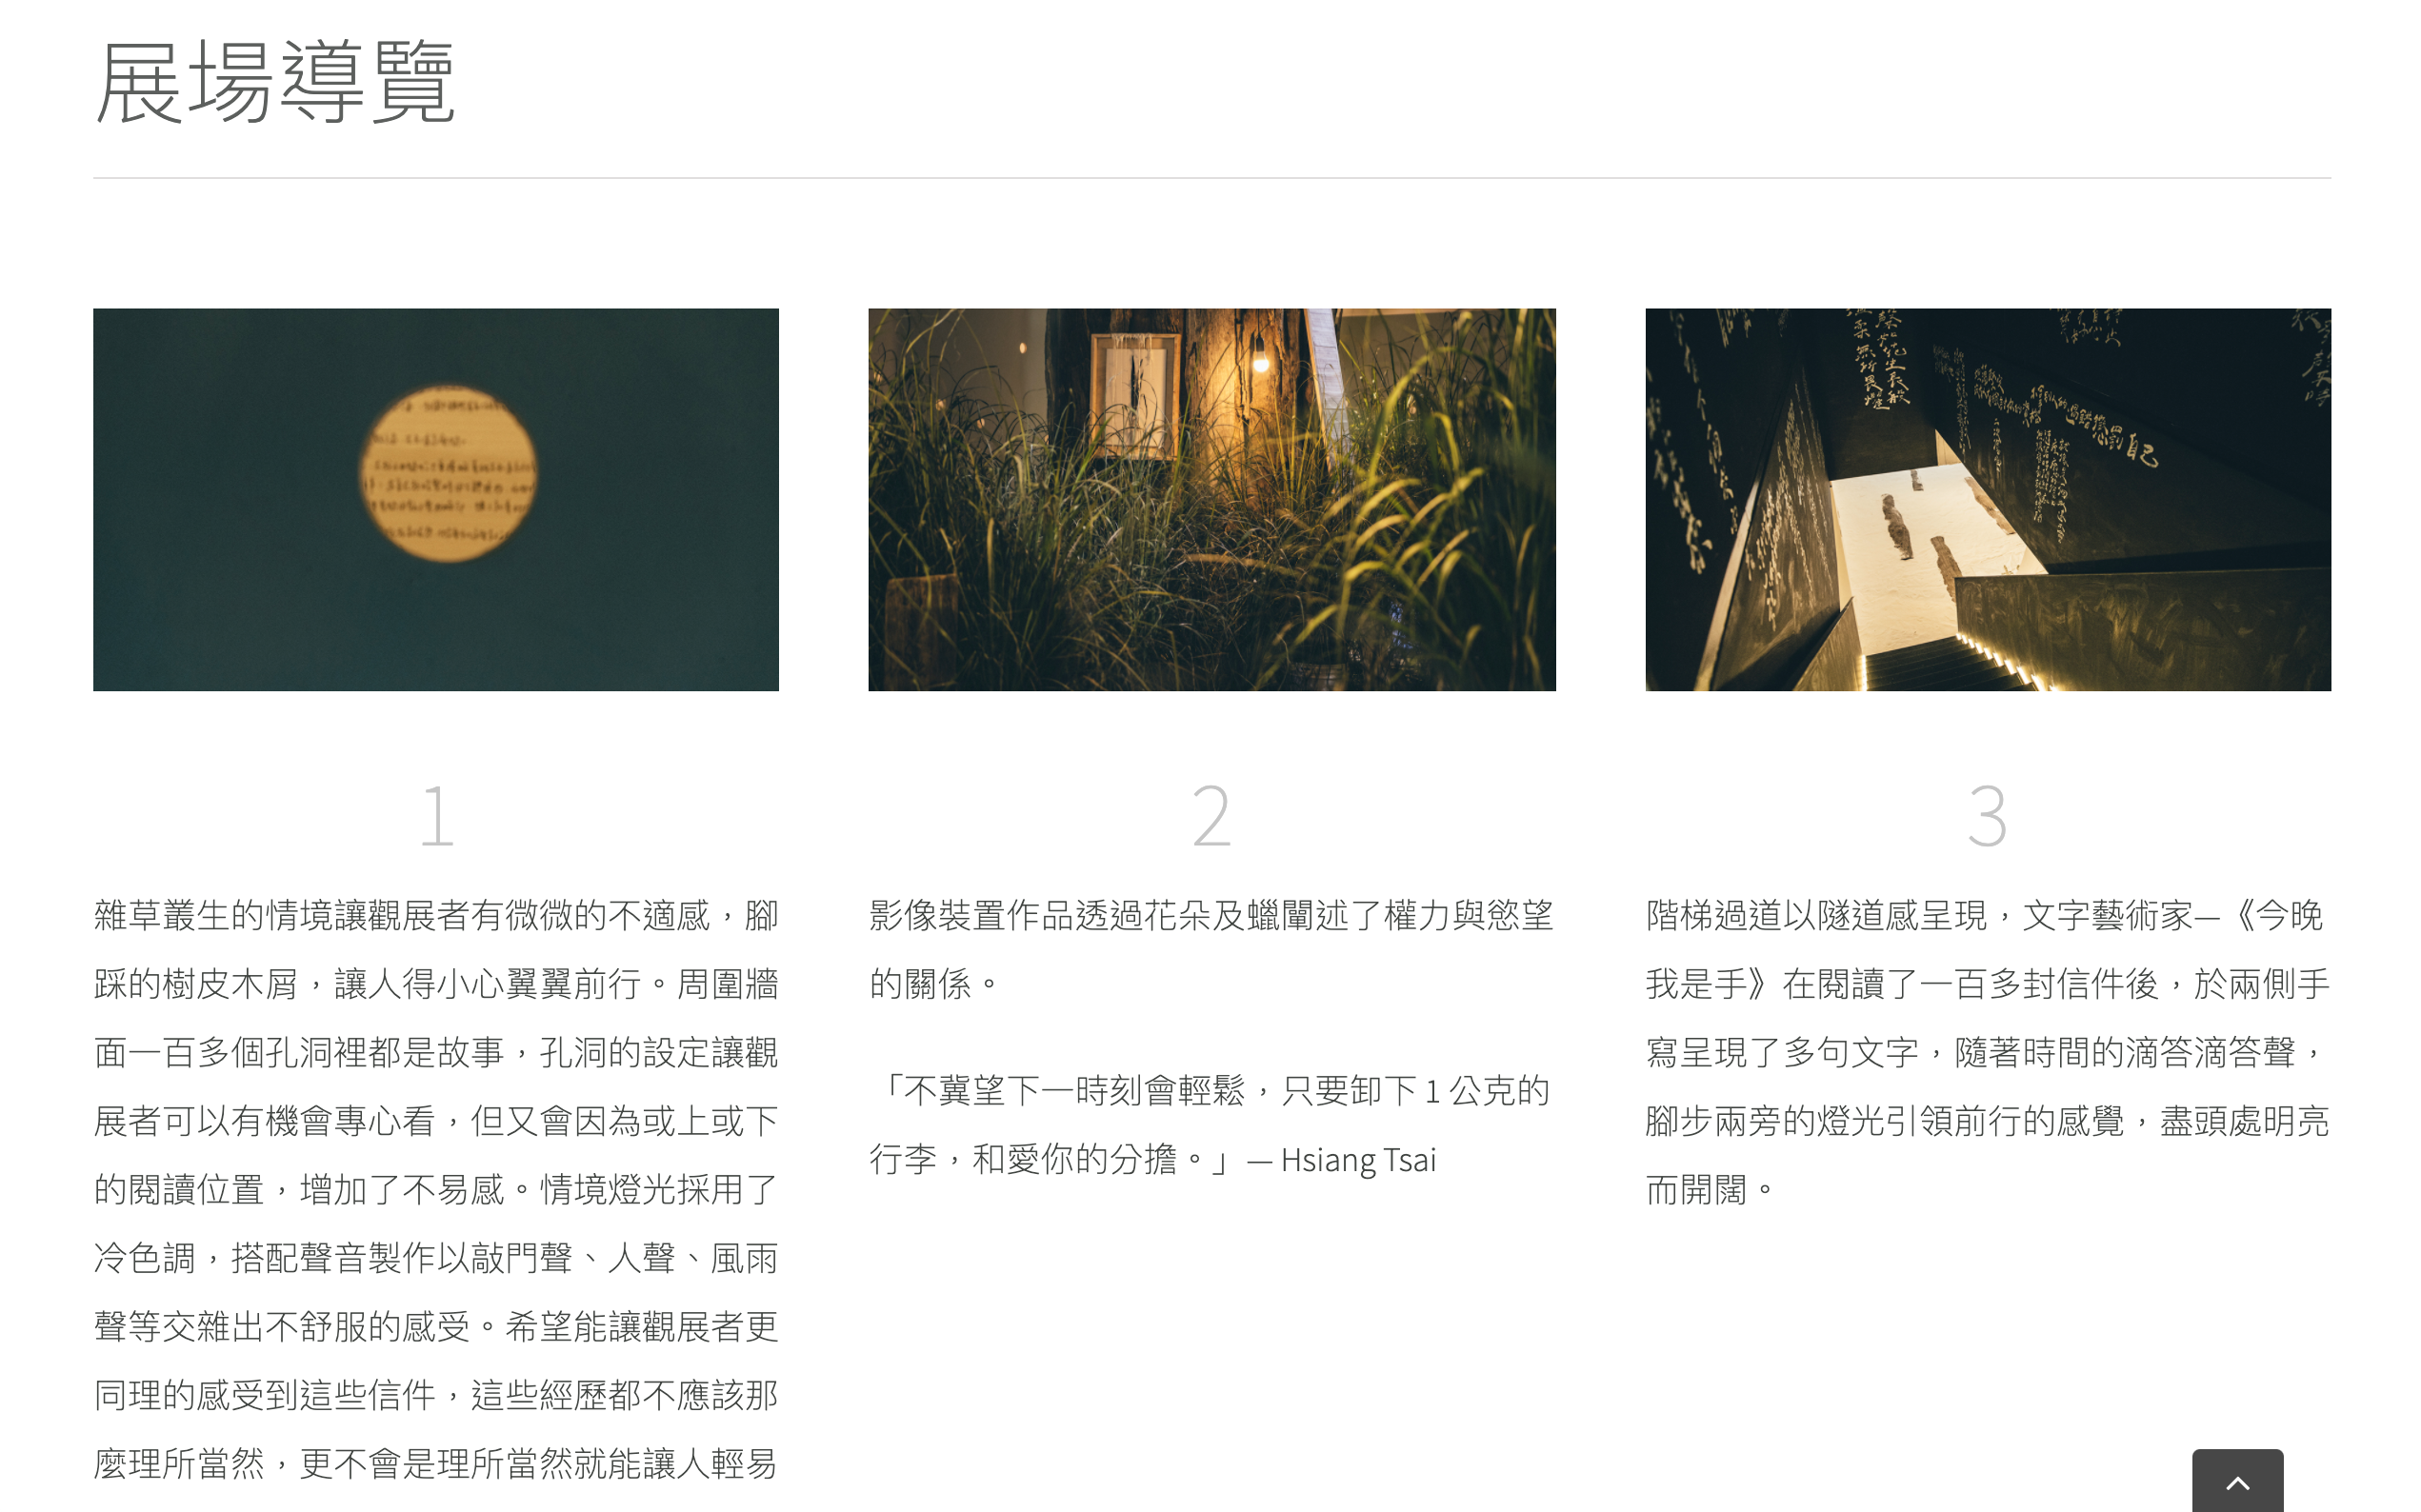 展場導覽
1
雜草叢生的情境讓觀展者有微微的不適感，腳
踩的樹皮木屑，讓人得小心翼翼前行。周圍牆
面一百多個孔洞裡都是故事，孔洞的設定讓觀
展者可以有機會專心看，但又會因為或上或下
的閱讀位置，增加了不易感。情境燈光採用了
冷色調，搭配聲音製作以敲門聲、人聲、風雨
聲等交雜出不舒服的感受。希望能讓觀展者更
同理的感受到這些信件，這些經歷都不應該那
麼理所當然，更不會是理所當然就能讓人輕易
2
影像裝置作品透過花朵及蠟闡述了權力與慾望
的關係。
「不冀望下一時刻會輕鬆，只要卸下 1 公克的
行李，和愛你的分擔。」— Hsiang Tsai
自己
3
階梯過道以隧道感呈現，文字藝術家—《今晚
我是手》在閱讀了一百多封信件後，於兩側手
寫呈現了多句文字，隨著時間的滴答滴答聲，
腳步兩旁的燈光引領前行的感覺，盡頭處明亮
而開闊。